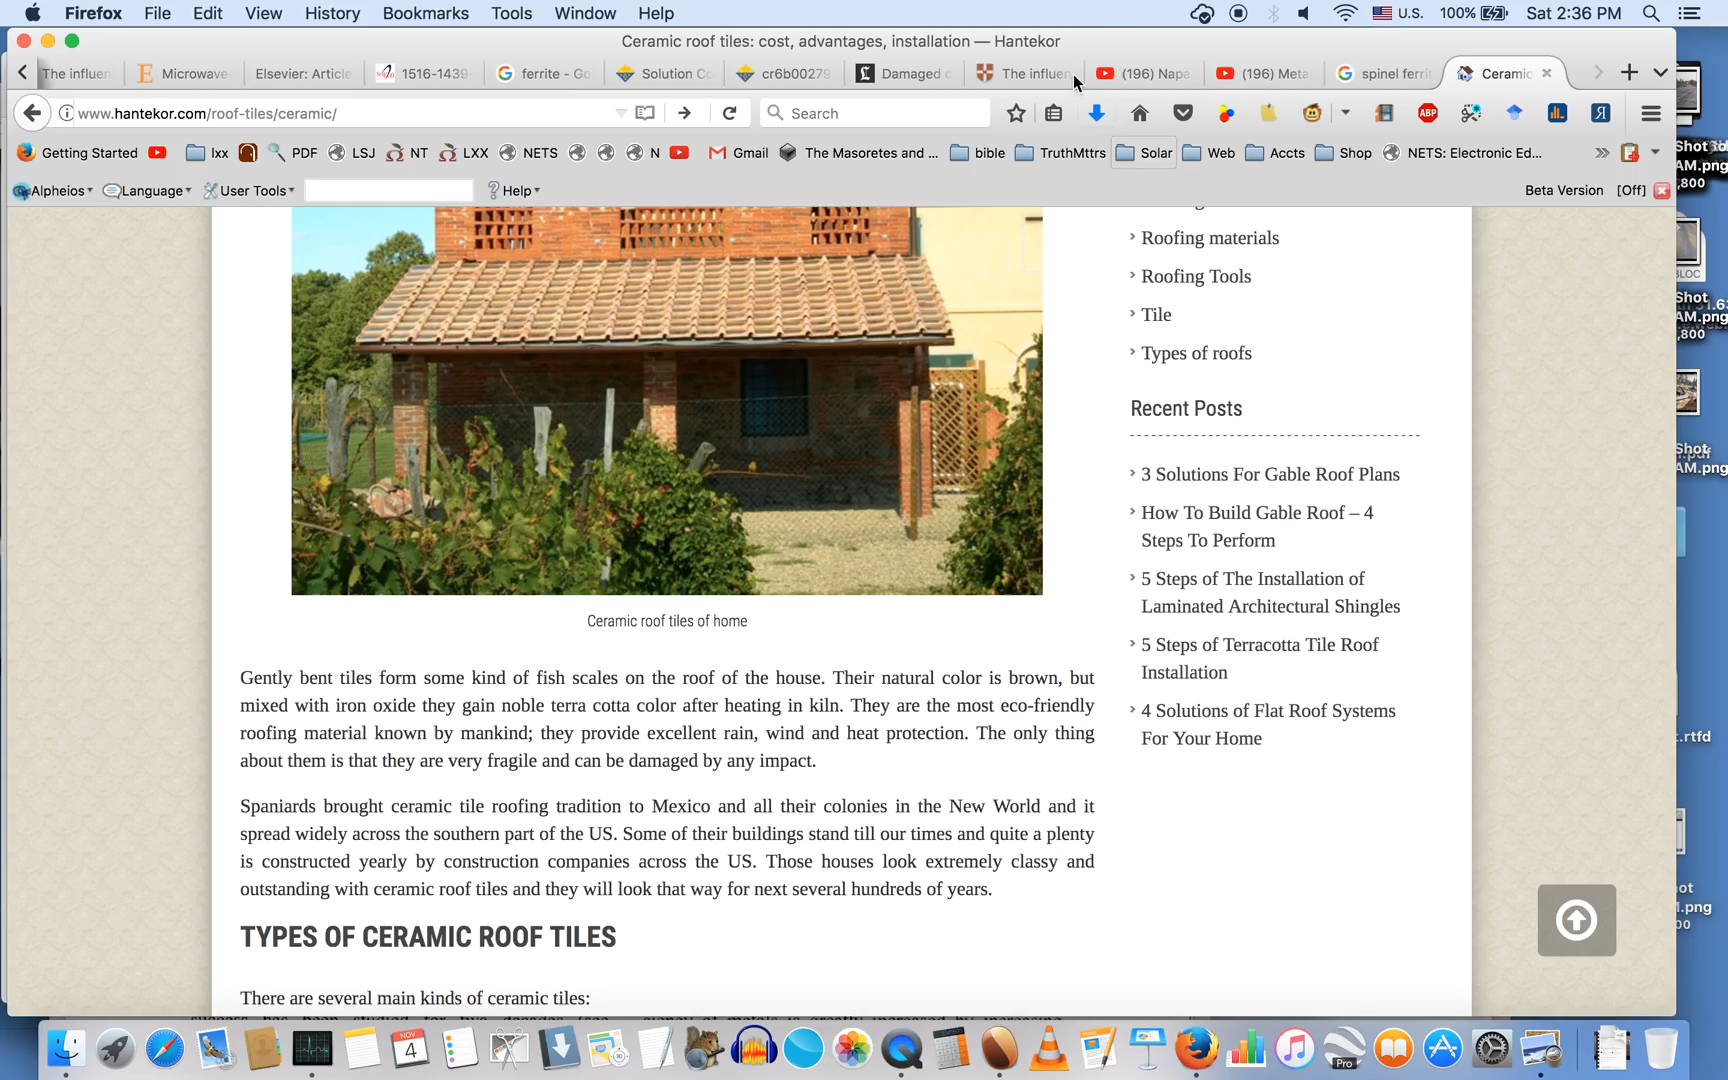 Firefox File Edit View History Bookmarks Tools Window Help U.S. 100% Sat 2:36 PM
Ceramic roof tiles: cost, advantages, installation — Hantekor
The influen Microwave- Elsevier: Article 1516-1439- ferrite - Go Solution Co cr6b00279 Damaged c The influen (196) Napa (196) Meta spinel ferri Ceramic
www.hantekor.com/roof-tiles/ceramic/ Search ABP
Getting Started lxx PDF LSJ NT LXX NETS N Gmail The Masoretes and ... bible TruthMttrs Solar Web Accts Shop NETS: Electronic Ed...
Alpheios Language User Tools Help Beta Version [Off]
Roofing materials
Roofing Tools
Tile
Types of roofs
Recent Posts
3 Solutions For Gable Roof Plans
How To Build Gable Roof – 4
Steps To Perform
5 Steps of The Installation of
Laminated Architectural Shingles
5 Steps of Terracotta Tile Roof
Installation
4 Solutions of Flat Roof Systems
For Your Home
Ceramic roof tiles of home
Gently bent tiles form some kind of fish scales on the roof of the house. Their natural color is brown, but
mixed with iron oxide they gain noble terra cotta color after heating in kiln. They are the most eco-friendly
roofing material known by mankind; they provide excellent rain, wind and heat protection. The only thing
about them is that they are very fragile and can be damaged by any impact.
Spaniards brought ceramic tile roofing tradition to Mexico and all their colonies in the New World and it
spread widely across the southern part of the US. Some of their buildings stand till our times and quite a plenty
is constructed yearly by construction companies across the US. Those houses look extremely classy and
outstanding with ceramic roof tiles and they will look that way for next several hundreds of years.
TYPES OF CERAMIC ROOF TILES
There are several main kinds of ceramic tiles:
Shot
AM.png
,800
LOC
Shot
AM.png
,800
Shot
AM.png
t.rtfd
NOV
4
Pro